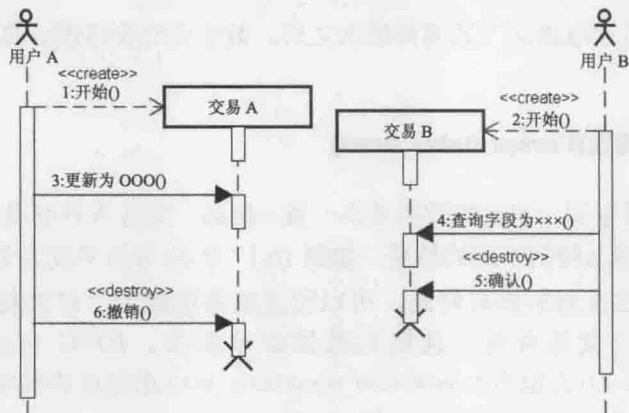 用户 A
用户 B
<<create>>
1:开始()
交易 A
<<create>>
2:开始()
交易 B
3:更新为 OOO()
4:查询字段为×××()
<<destroy>>
5:确认()
<<destroy>>
6:撤销()